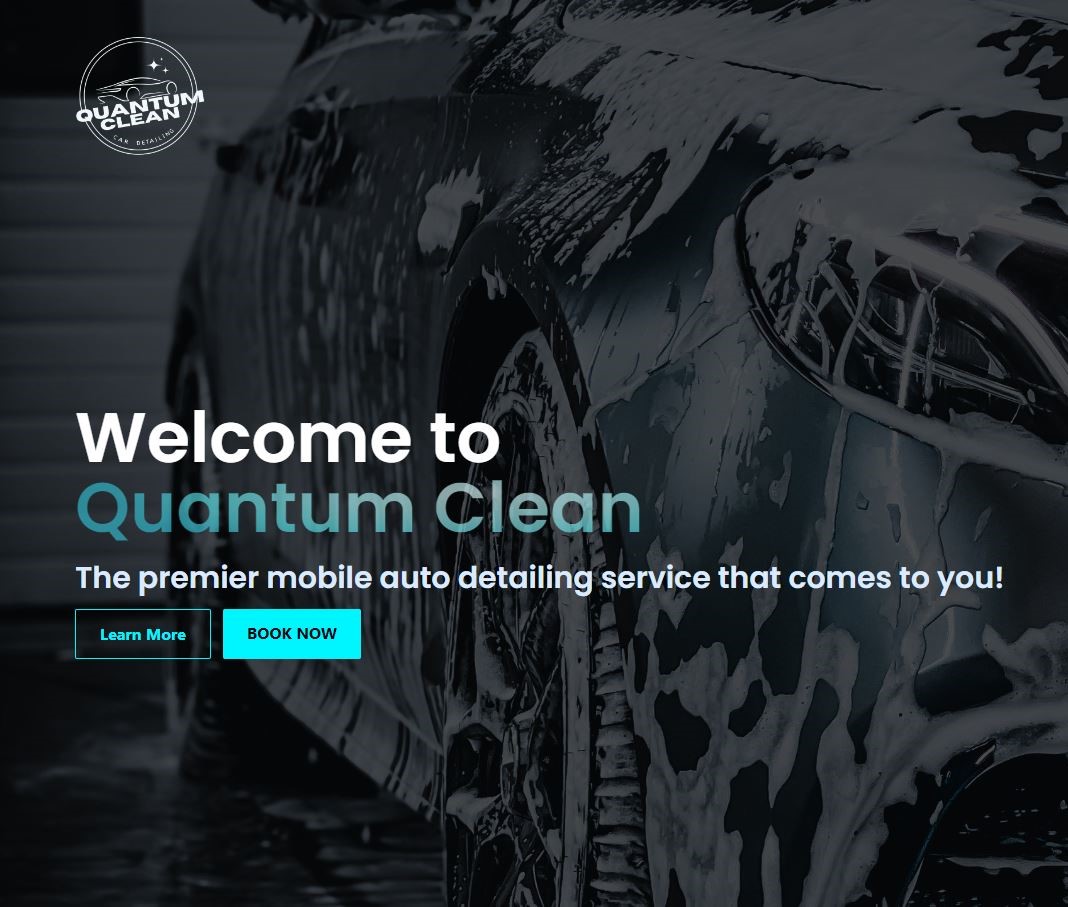 QUANTUM
CLEAN
CAR DETAILING
Welcome to
Quantum Clean
The premier mobile auto detailing service that comes to you!
Learn More
BOOK NOW